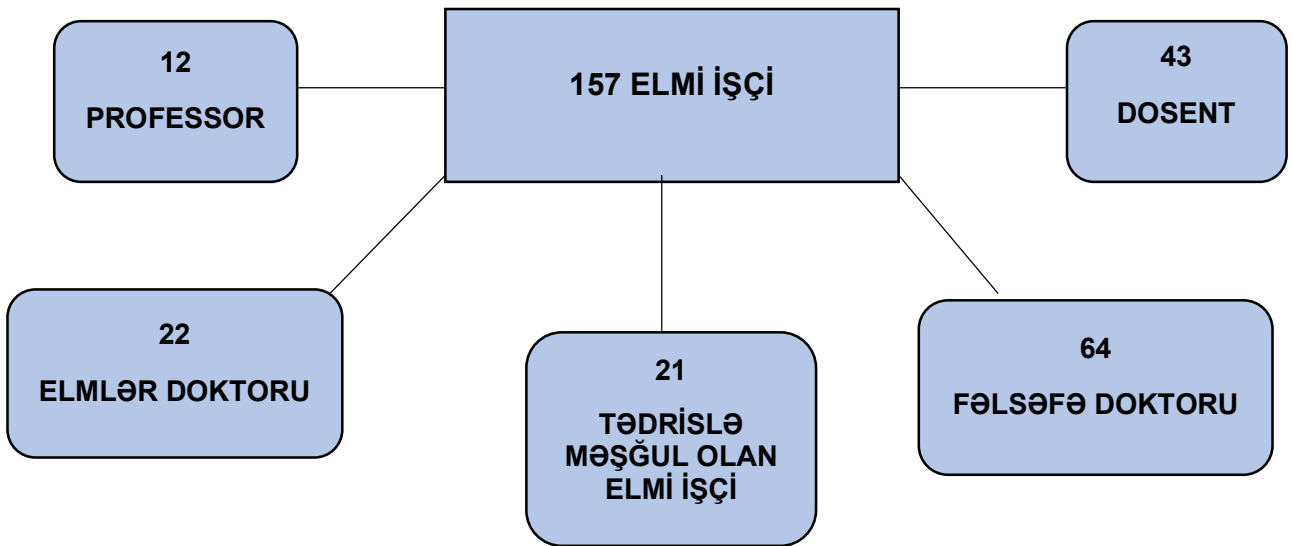 12
PROFESSOR
157 ELMİ İŞÇİ
43
DOSENT
22
ELMLƏR DOKTORU
21
TƏDRİSLƏ
MƏŞĞUL OLAN
ELMİ İŞÇİ
64
FƏLSƏFƏ DOKTORU